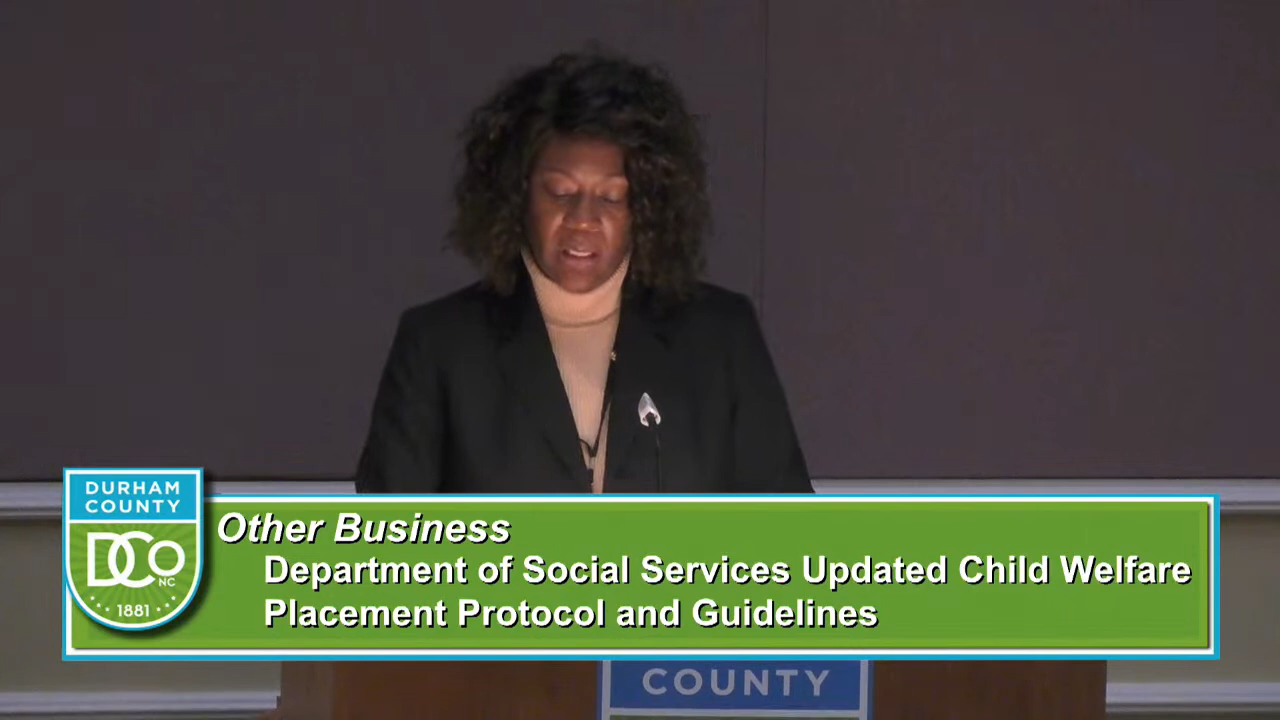 DURHAM
COUNTY
DCo
NC
1881
Other Business
Department of Social Services Updated Child Welfare
Placement Protocol and Guidelines
COUNTY